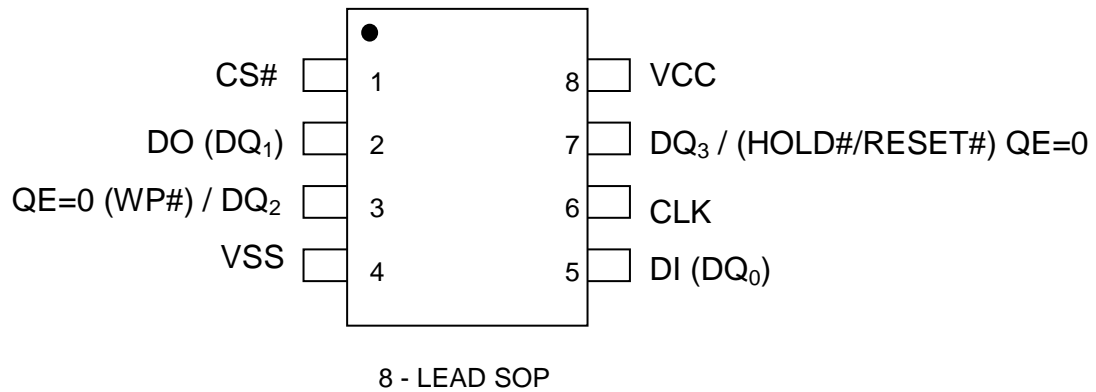 CS# 1 8 VCC
DO (DQ₁) 2 7 DQ₃ / (HOLD#/RESET#) QE=0
QE=0 (WP#) / DQ₂ 3 6 CLK
VSS 4 5 DI (DQ₀)
8 - LEAD SOP